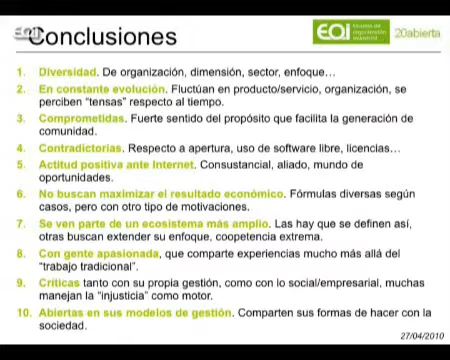 EOI
Conclusiones
EOI escuela de organización industrial
20abierta
1. Diversidad. De organización, dimensión, sector, enfoque...
2. En constante evolución. Fluctúan en producto/servicio, organización, se
perciben "tensas" respecto al tiempo.
3. Comprometidas. Fuerte sentido del propósito que facilita la generación de
comunidad.
4. Contradictorias. Respecto a apertura, uso de software libre, licencias...
5. Actitud positiva ante Internet. Consustancial, aliado, mundo de
oportunidades.
6. No buscan maximizar el resultado económico. Fórmulas diversas según
casos, pero con otro tipo de motivaciones.
7. Se ven parte de un ecosistema más amplio. Las hay que se definen así,
otras buscan extender su enfoque, coopetencia extrema.
8. Con gente apasionada, que comparte experiencias mucho más allá del
"trabajo tradicional".
9. Críticas tanto con su propia gestión, como con lo social/empresarial, muchas
manejan la "injusticia" como motor.
10. Abiertas en sus modelos de gestión. Comparten sus formas de hacer con la
sociedad.
27/04/2010